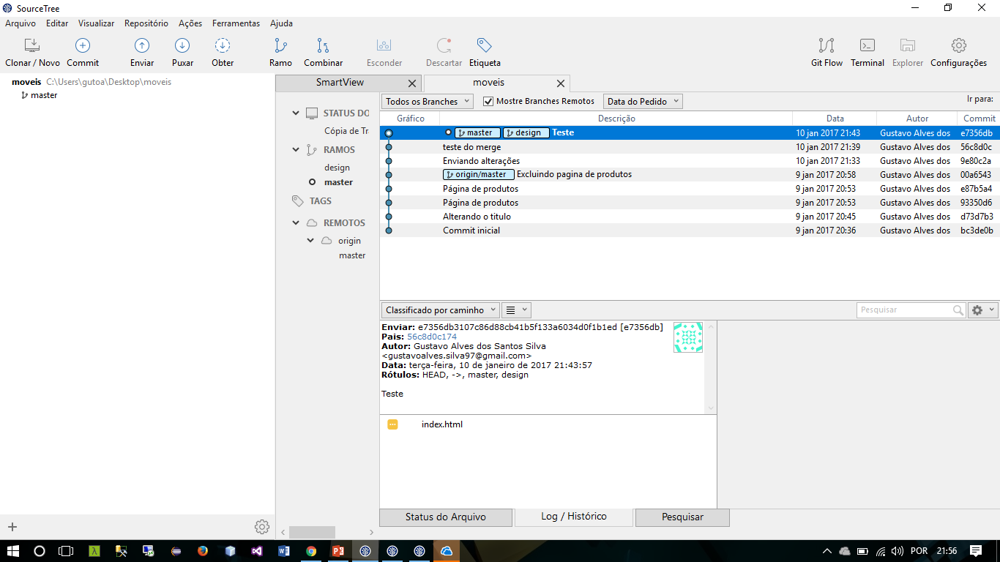 SourceTree
Arquivo Editar Visualizar Repositório Ações Ferramentas Ajuda
Clonar / Novo Commit Enviar Puxar Obter Ramo Combinar Esconder Descartar Etiqueta Git Flow Terminal Explorer Configurações
moveis C:\Users\gutoa\Desktop\moveis
master
SmartView
moveis
STATUS DO
Cópia de Tr
RAMOS
design
master
TAGS
REMOTOS
origin
master
Todos os Branches Mostre Branches Remotos Data do Pedido Ir para:
Gráfico Descrição Data Autor Commit
master design Teste 10 jan 2017 21:43 Gustavo Alves dos e7356db
teste do merge 10 jan 2017 21:39 Gustavo Alves dos 56c8d0c
Enviando alterações 10 jan 2017 21:33 Gustavo Alves dos 9e80c2a
origin/master Excluindo pagina de produtos 9 jan 2017 20:58 Gustavo Alves dos 00a6543
Página de produtos 9 jan 2017 20:53 Gustavo Alves dos e87b5a4
Página de produtos 9 jan 2017 20:53 Gustavo Alves dos 93350d6
Alterando o titulo 9 jan 2017 20:45 Gustavo Alves dos d73d7b3
Commit inicial 9 jan 2017 20:36 Gustavo Alves dos bc3de0b
Classificado por caminho Pesquisar
Enviar: e7356db3107c86d88cb41b5f133a6034d0f1b1ed [e7356db]
Pais: 56c8d0c174
Autor: Gustavo Alves dos Santos Silva
<gustavoalves.silva97@gmail.com>
Data: terça-feira, 10 de janeiro de 2017 21:43:57
Rótulos: HEAD, ->, master, design
Teste
index.html
Status do Arquivo Log / Histórico Pesquisar
POR 21:56